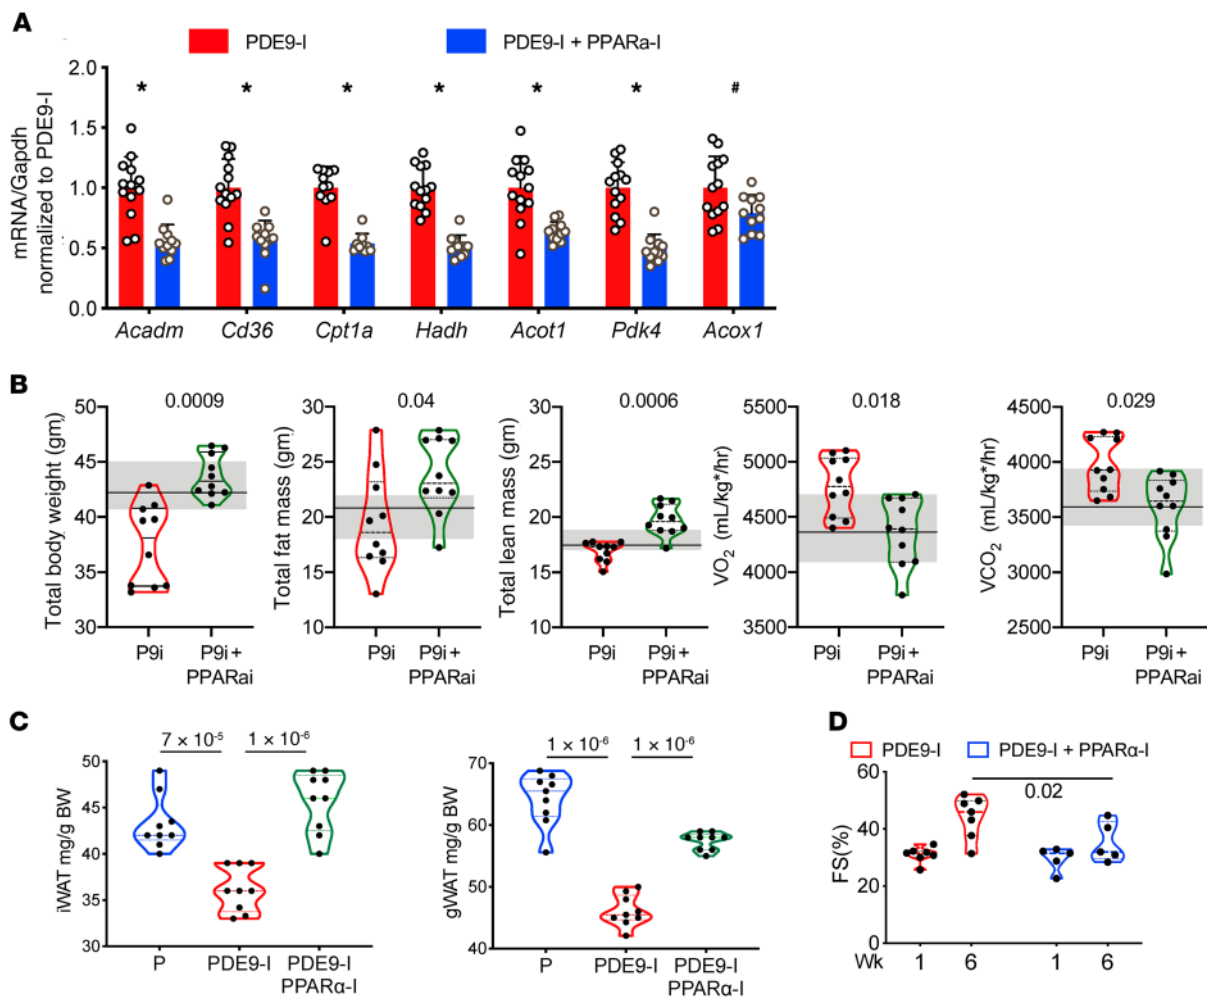 A
PDE9-I
PDE9-I + PPARa-I
mRNA/Gapdh
normalized to PDE9-I
2.0
1.5
1.0
0.5
0.0
* * * * * * #
Acadm Cd36 Cpt1a Hadh Acot1 Pdk4 Acox1
B
Total body weight (gm)
0.0009
50
45
40
35
30
P9i P9i +
PPARai
Total fat mass (gm)
0.04
30
25
20
15
10
P9i P9i +
PPARai
Total lean mass (gm)
0.0006
30
25
20
15
10
P9i P9i +
PPARai
VO2 (mL/kg*/hr)
0.018
5500
5000
4500
4000
3500
P9i P9i +
PPARai
VCO2 (mL/kg*/hr)
0.029
4500
4000
3500
3000
2500
P9i P9i +
PPARai
C
iWAT mg/g BW
7 × 10-5 1 × 10-6
50
45
40
35
30
P PDE9-I PDE9-I
PPARα-I
gWAT mg/g BW
1 × 10-6 1 × 10-6
70
60
50
40
P PDE9-I PDE9-I
PPARα-I
D
PDE9-I
PDE9-I + PPARα-I
FS(%)
0.02
60
40
20
0
Wk 1 6 1 6